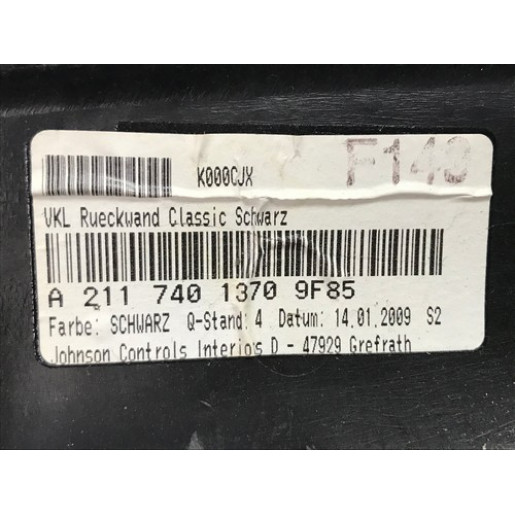 F140
K000CJX
VKL Rueckwand Classic Schwarz
A 211 740 1370 9F85
Farbe: SCHWARZ Q-Stand: 4 Datum: 14.01.2009 S2
Johnson Controls Interiors D - 47929 Grefrath